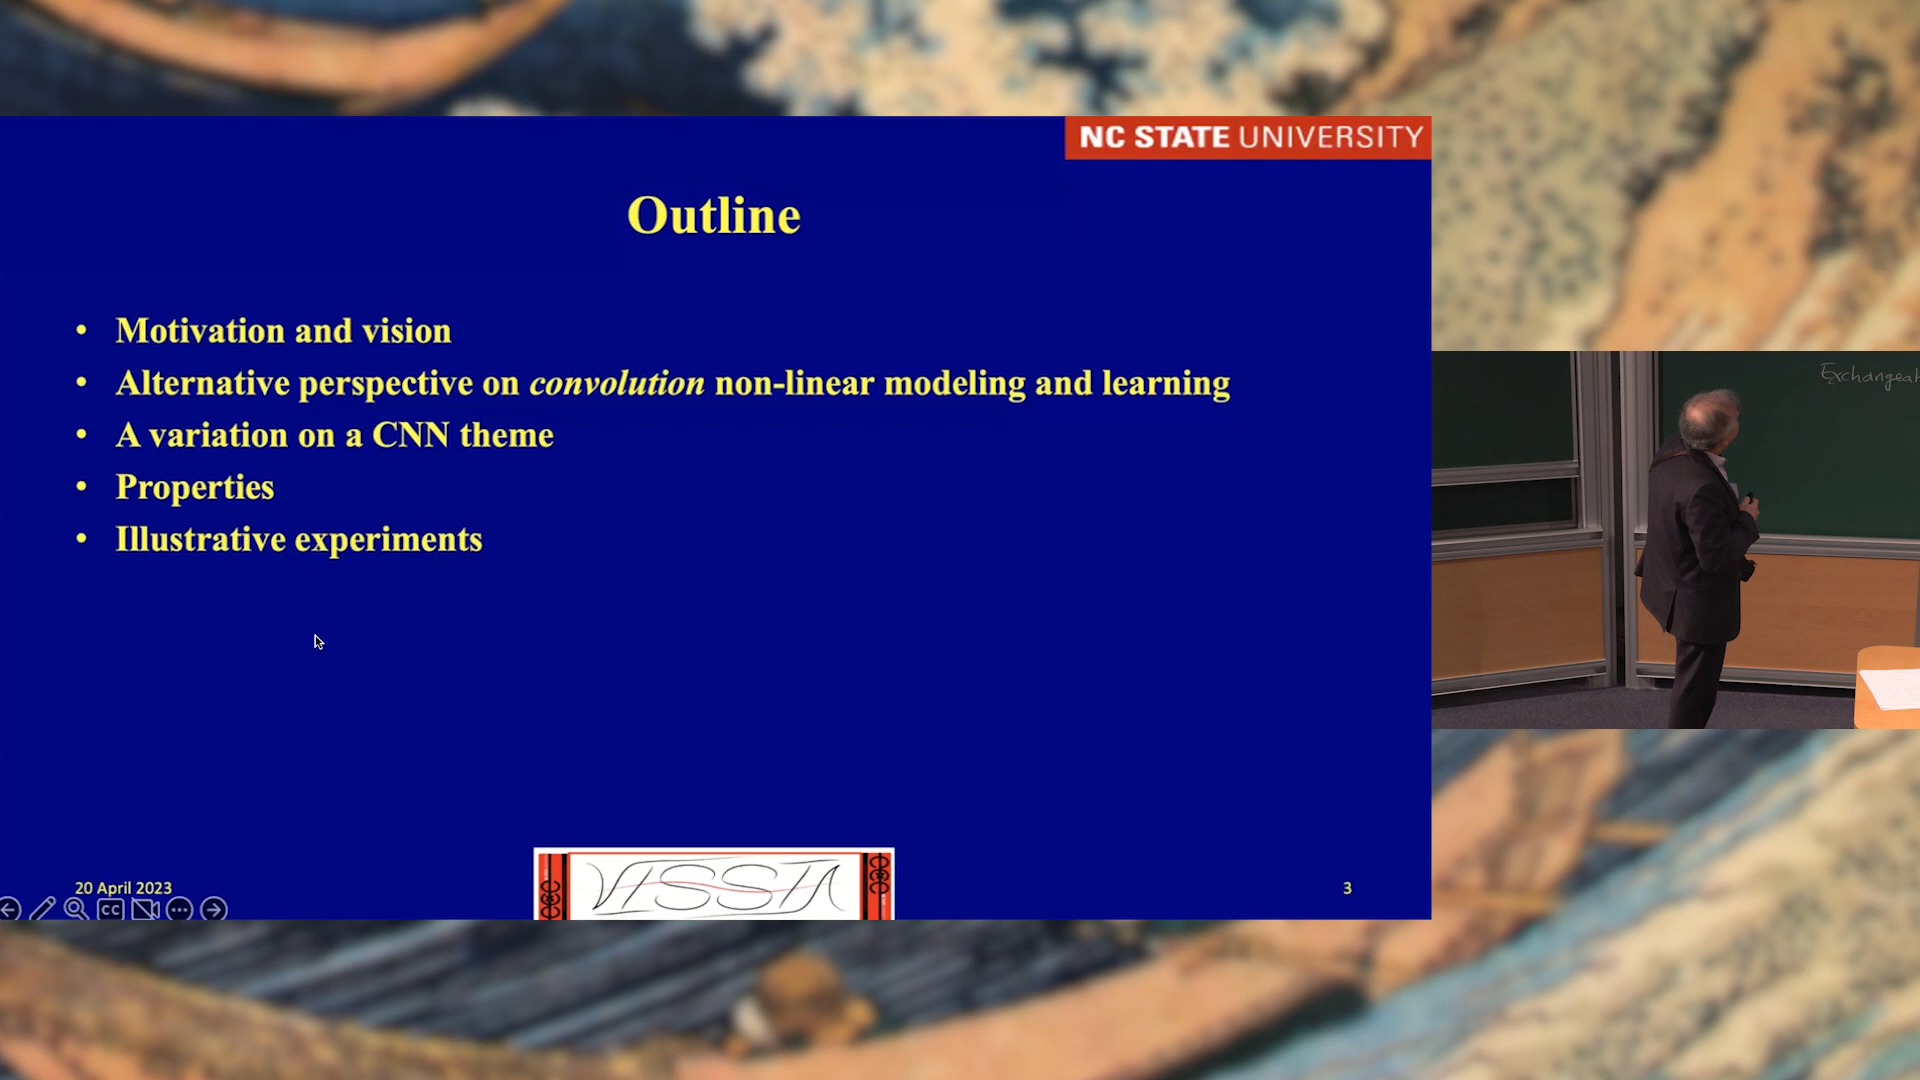 NC STATE UNIVERSITY
Outline
• Motivation and vision
• Alternative perspective on convolution non-linear modeling and learning
• A variation on a CNN theme
• Properties
• Illustrative experiments
20 April 2023
CC
VISSTA
3